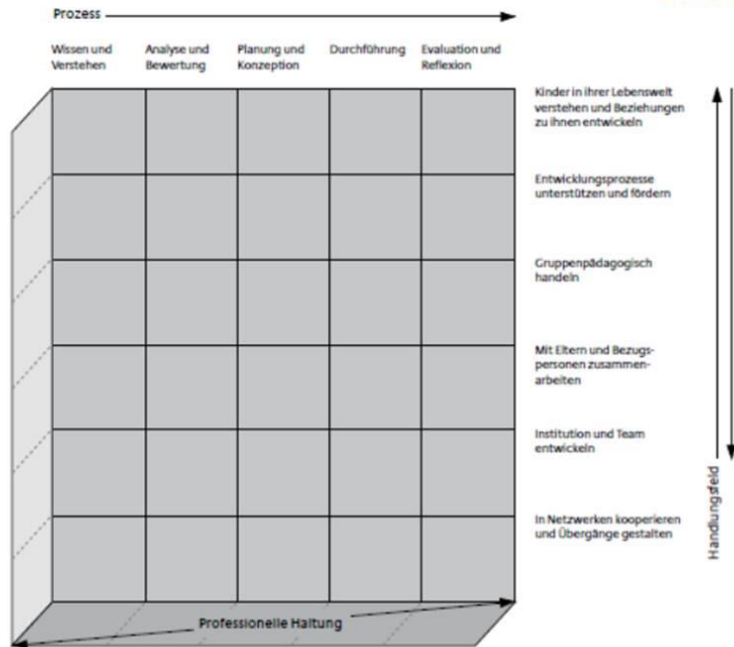 Prozess
Wissen und
Verstehen
Analyse und
Bewertung
Planung und
Konzeption
Durchführung
Evaluation und
Reflexion
Kinder in ihrer Lebenswelt
verstehen und Beziehungen
zu ihnen entwickeln
Entwicklungsprozesse
unterstützen und fördern
Gruppenpädagogisch
handeln
Mit Eltern und Bezugs-
personen zusammen-
arbeiten
Institution und Team
entwickeln
In Netzwerken kooperieren
und Übergänge gestalten
Handlungsfeld
Professionelle Haltung